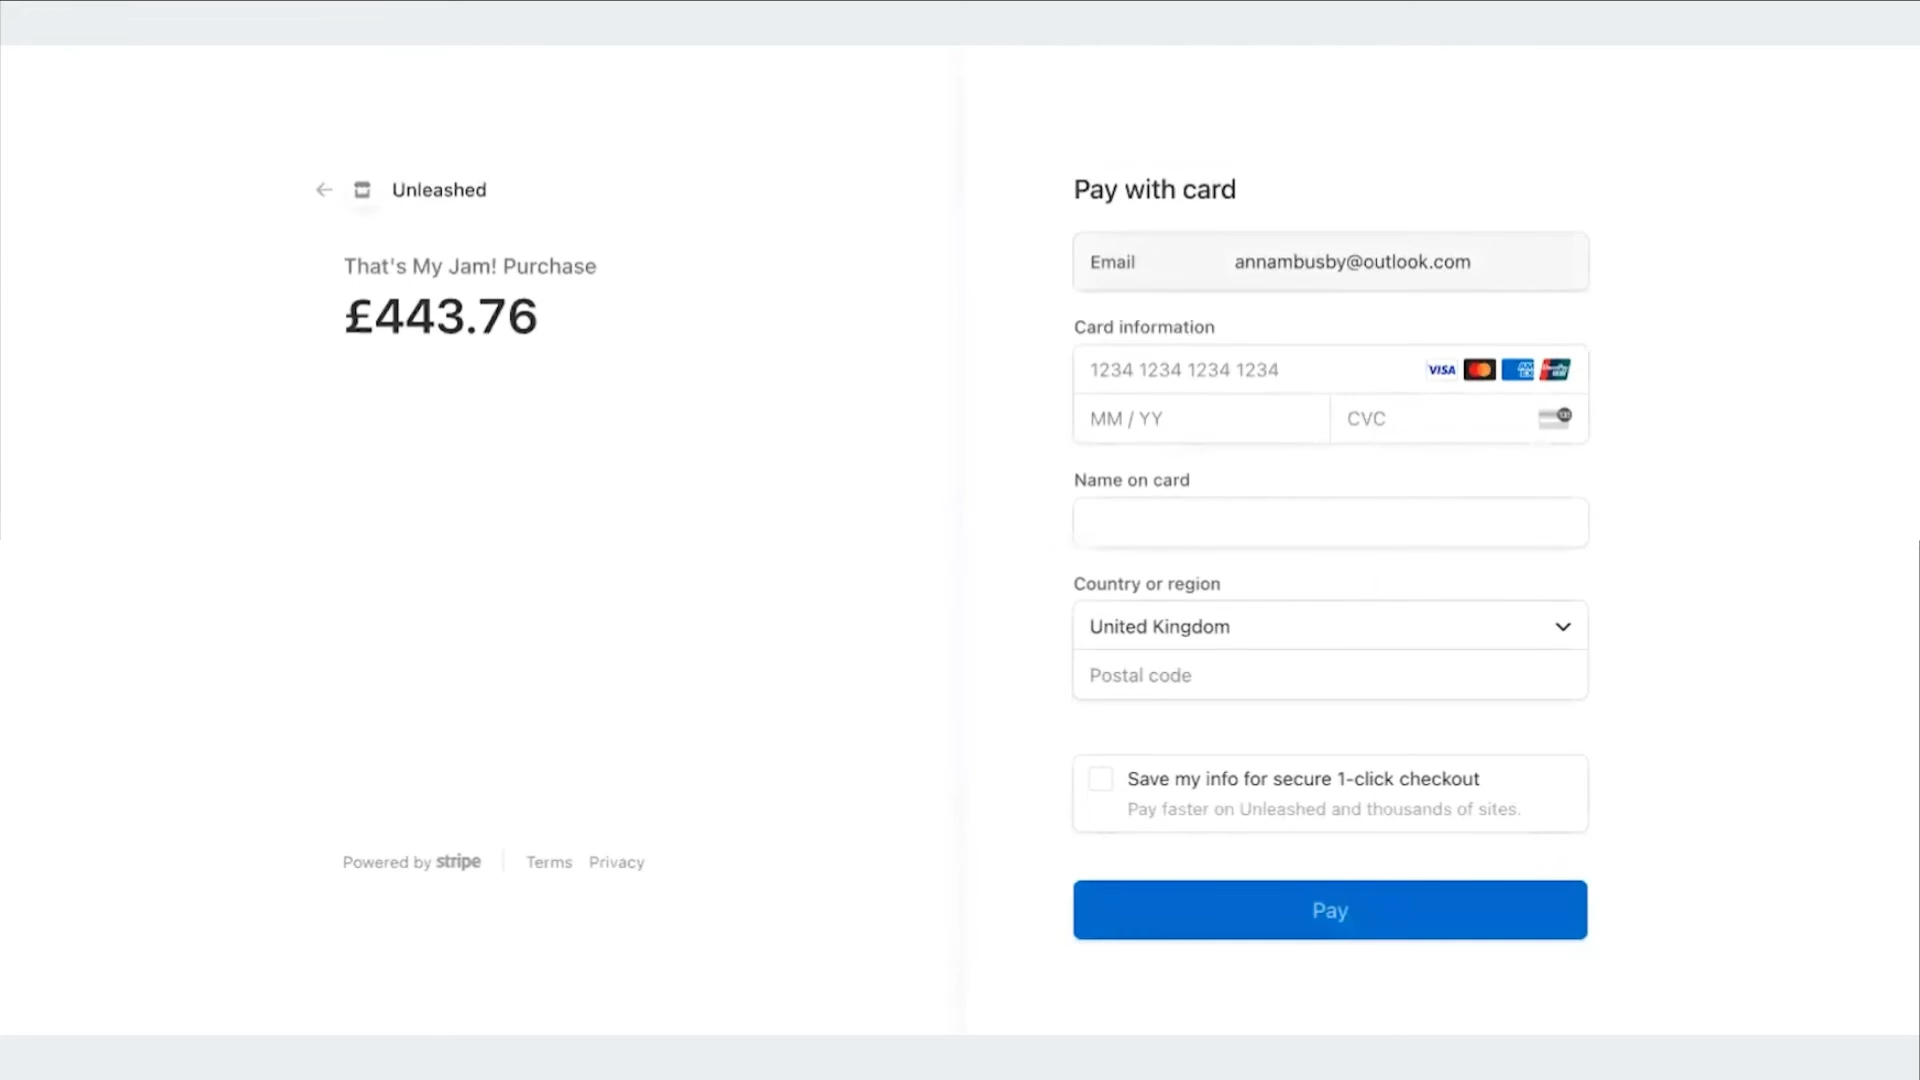 Unleashed
That's My Jam! Purchase
£443.76
Powered by stripe
Terms Privacy
Pay with card
Email annambusby@outlook.com
Card information
1234 1234 1234 1234 VISA
MM / YY CVC
Name on card
Country or region
United Kingdom
Postal code
Save my info for secure 1-click checkout
Pay faster on Unleashed and thousands of sites.
Pay